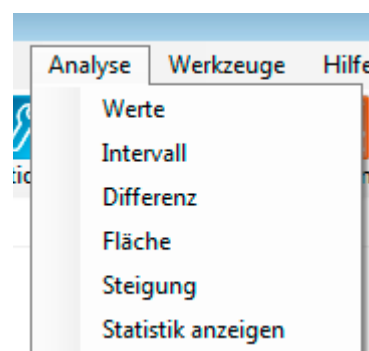 Analyse Werkzeuge Hilfe
Werte
Intervall
Differenz
Fläche
Steigung
Statistik anzeigen